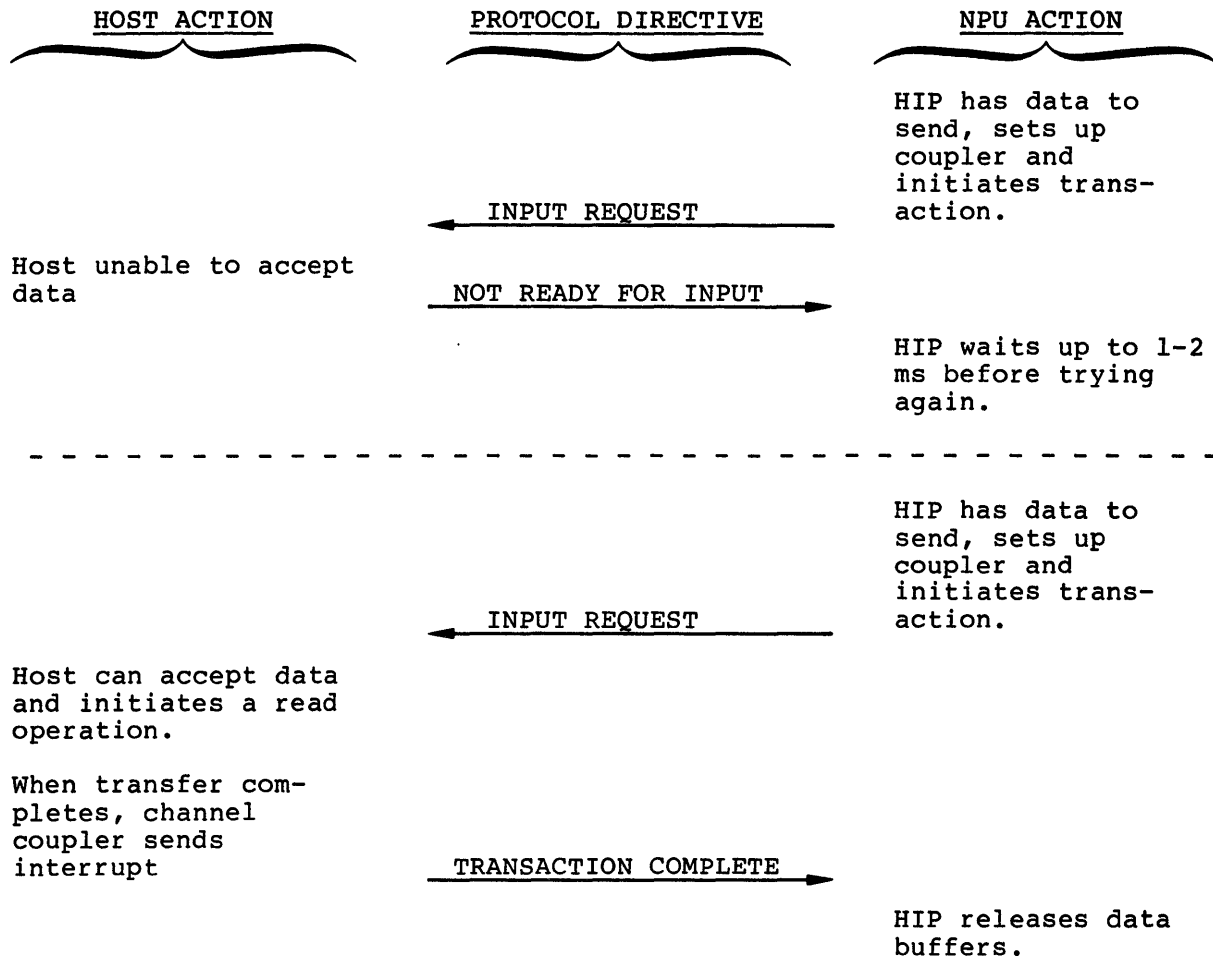 HOST ACTION
PROTOCOL DIRECTIVE
NPU ACTION
HIP has data to
send, sets up
coupler and
initiates trans-
action.
INPUT REQUEST
Host unable to accept
data
NOT READY FOR INPUT
HIP waits up to 1-2
ms before trying
again.
HIP has data to
send, sets up
coupler and
initiates trans-
action.
INPUT REQUEST
Host can accept data
and initiates a read
operation.
When transfer com-
pletes, channel
coupler sends
interrupt
TRANSACTION COMPLETE
HIP releases data
buffers.